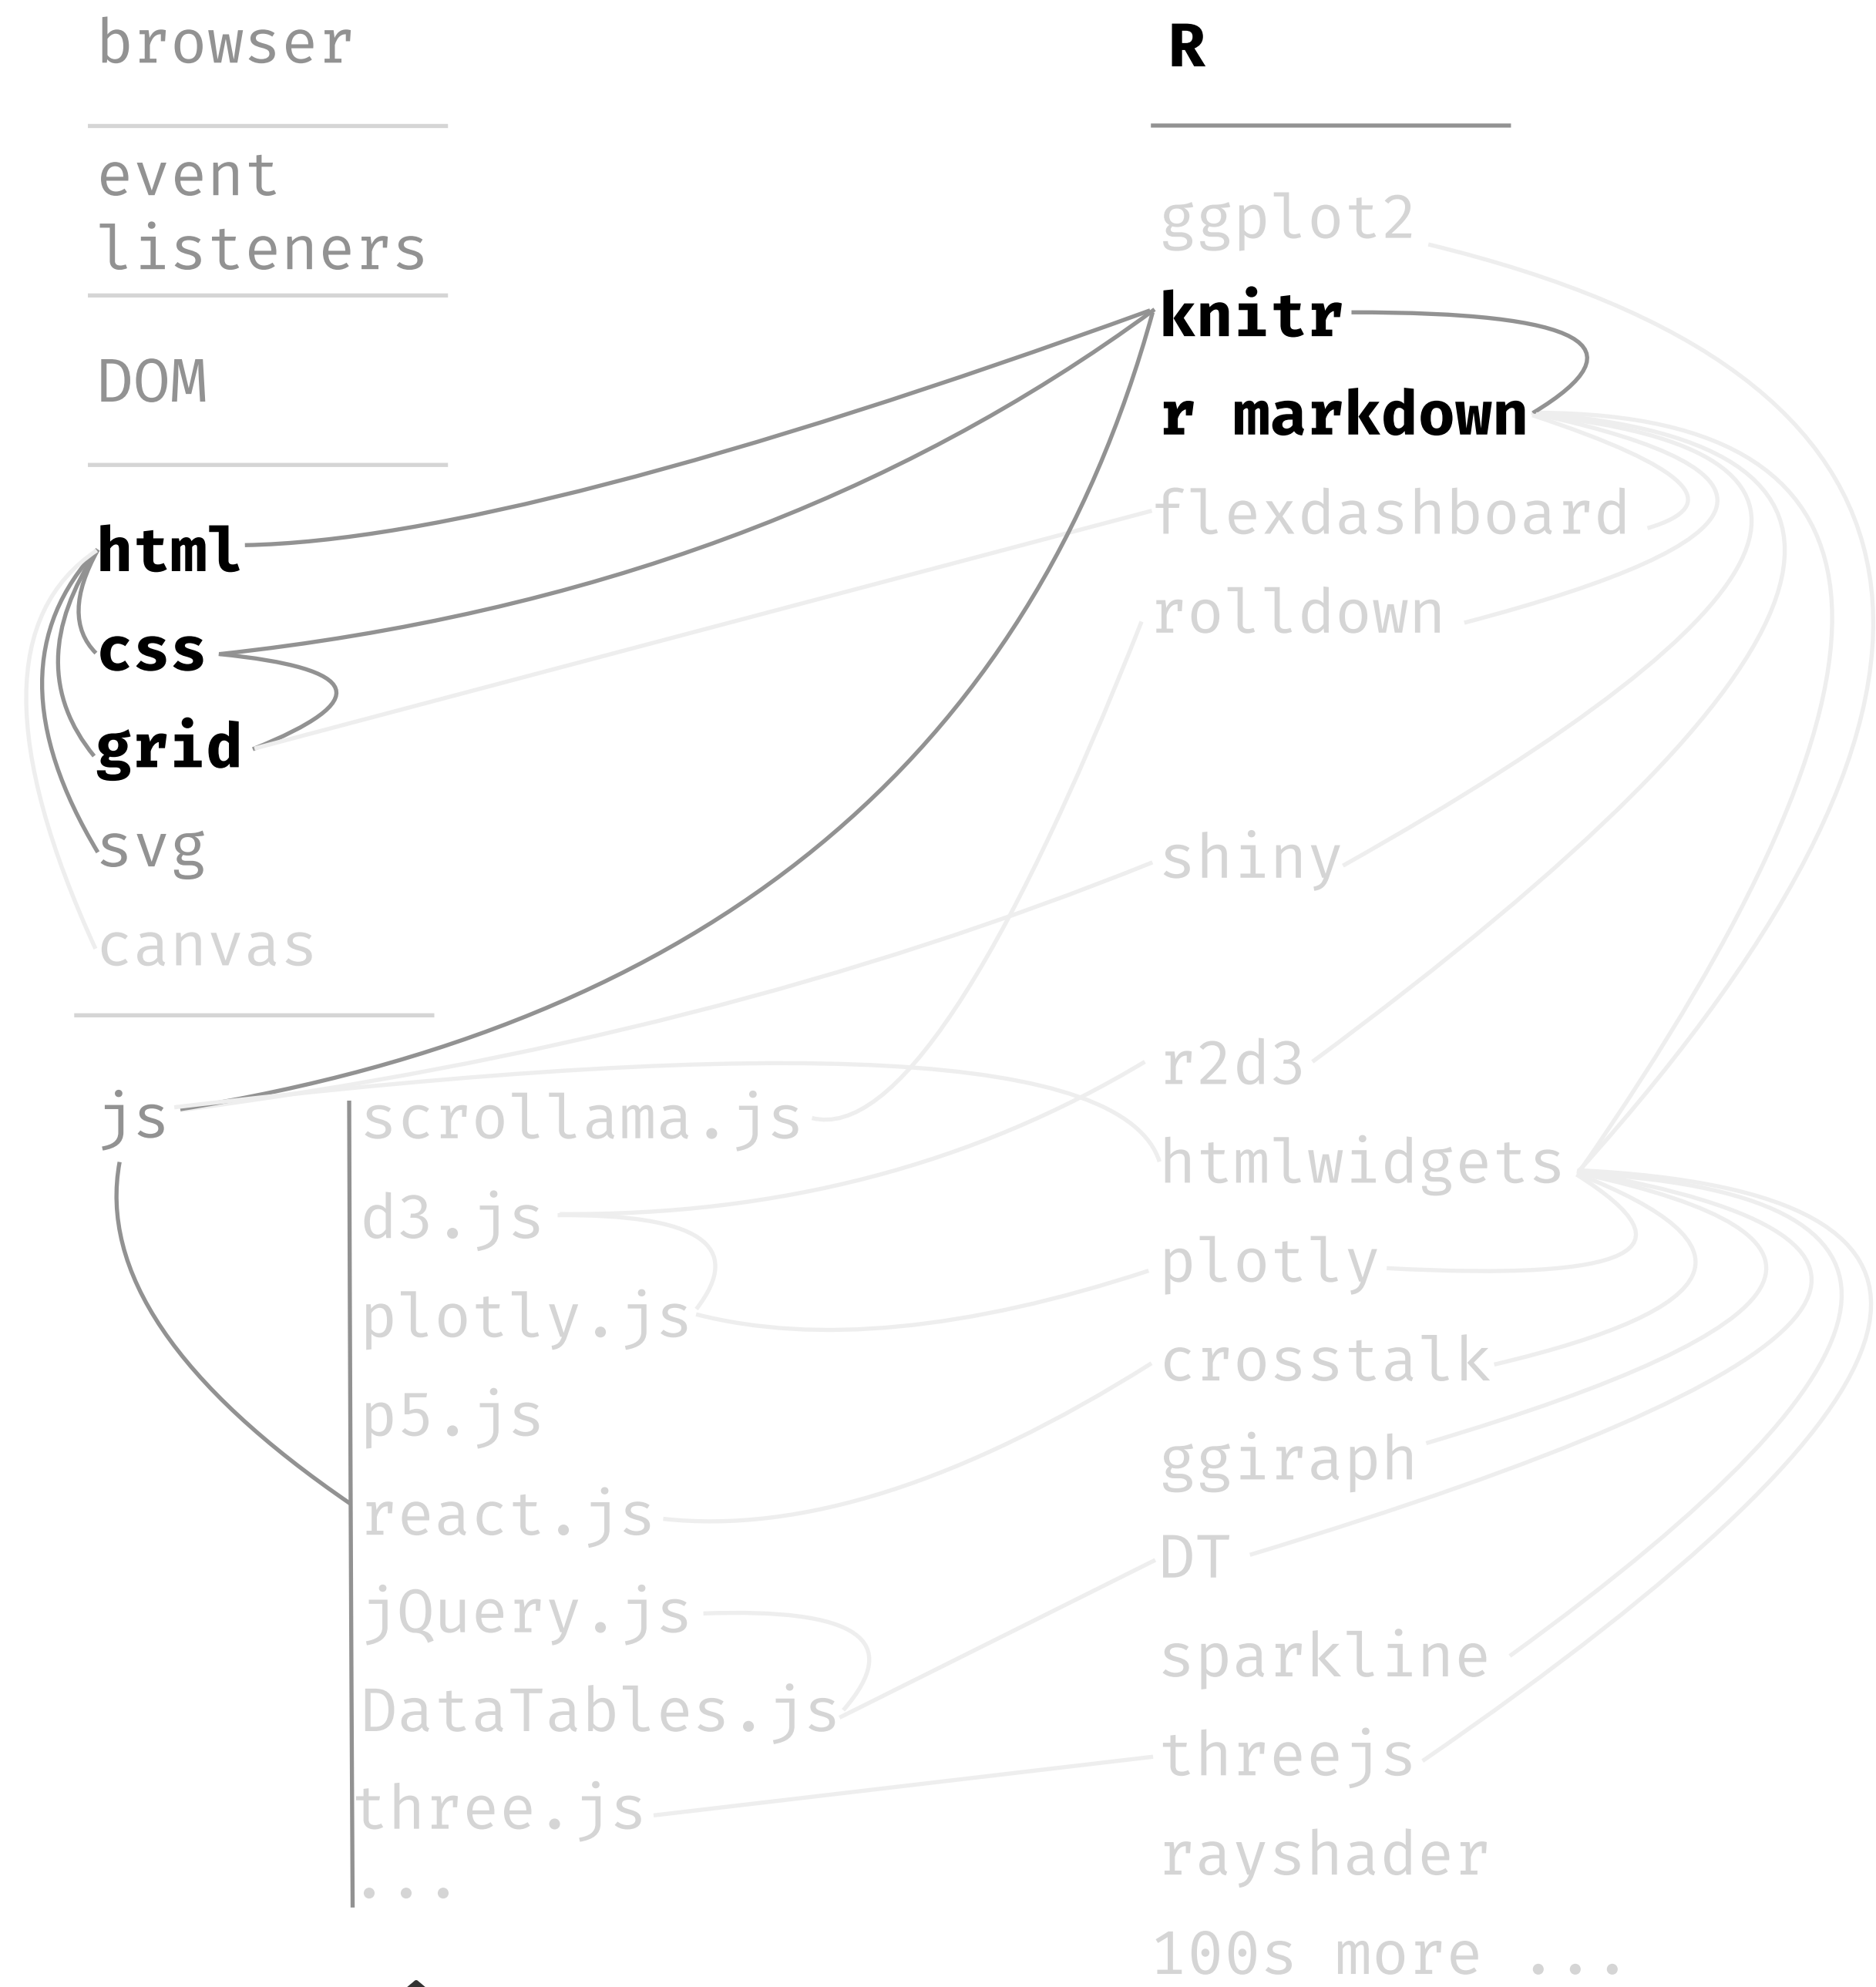 browser
event
listeners
DOM
html
css
grid
svg
canvas
js
scrollama.js
d3.js
plotly.js
p5.js
react.js
jQuery.js
DataTables.js
three.js
...
R
ggplot2
knitr
r markdown
flexdashboard
rolldown
shiny
r2d3
htmlwidgets
plotly
crosstalk
ggiraph
DT
sparkline
threejs
rayshader
100s more ...